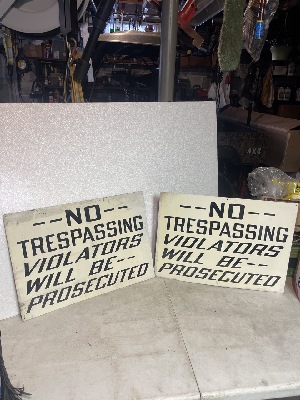 --NO--
TRESPASSING
VIOLATORS
WILL BE--
PROSECUTED
--NO--
TRESPASSING
VIOLATORS
WILL BE--
PROSECUTED